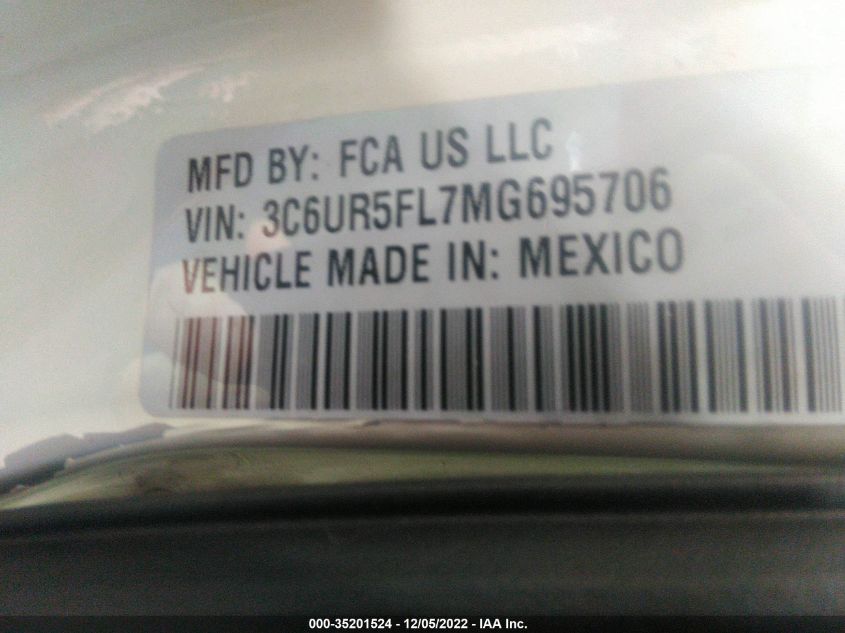 MFD BY: FCA US LLC
VIN: 3C6UR5FL7MG695706
VEHICLE MADE IN: MEXICO
000-35201524 - 12/05/2022 - IAA Inc.